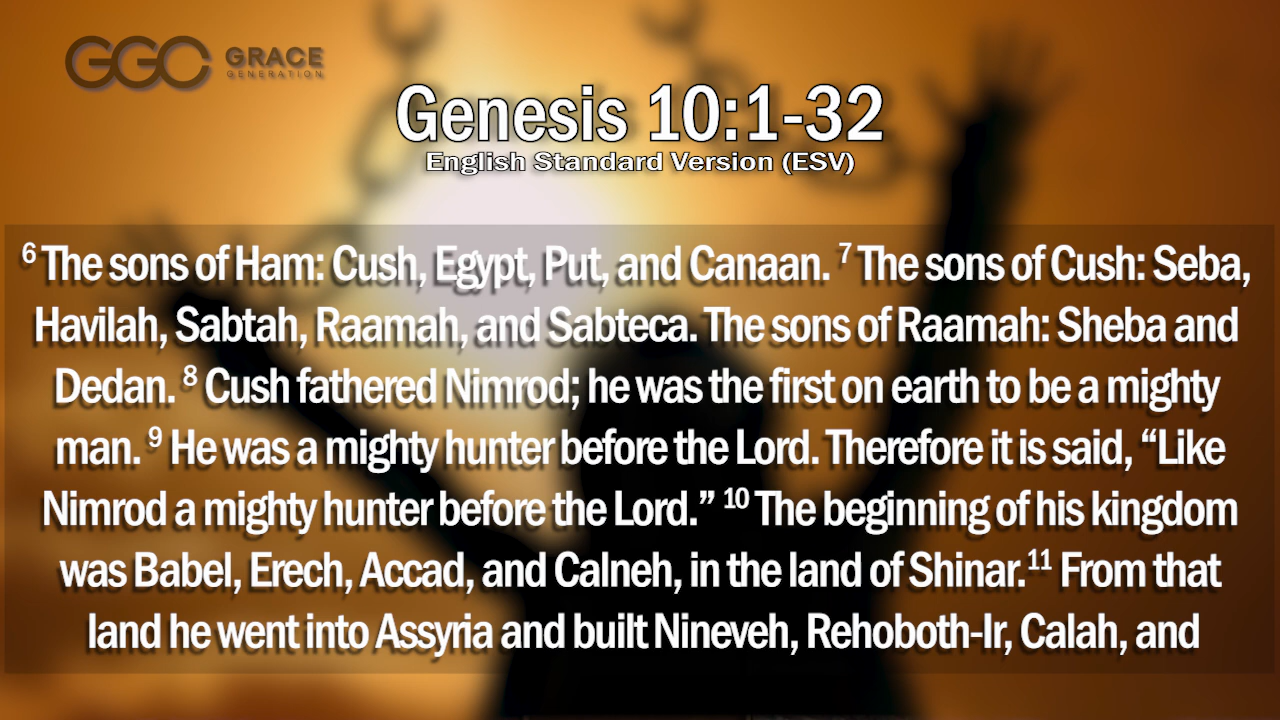 GGC GRACE
GENERATION
Genesis 10:1-32
English Standard Version (ESV)
6 The sons of Ham: Cush, Egypt, Put, and Canaan. 7 The sons of Cush: Seba,
Havilah, Sabtah, Raamah, and Sabteca. The sons of Raamah: Sheba and
Dedan. 8 Cush fathered Nimrod; he was the first on earth to be a mighty
man. 9 He was a mighty hunter before the Lord. Therefore it is said, “Like
Nimrod a mighty hunter before the Lord.” 10 The beginning of his kingdom
was Babel, Erech, Accad, and Calneh, in the land of Shinar.11 From that
land he went into Assyria and built Nineveh, Rehoboth-Ir, Calah, and